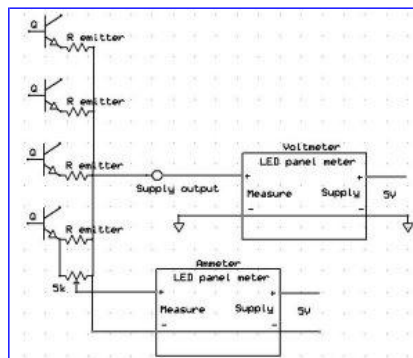 Q
R emitter
Q
R emitter
Q
R emitter
Supply output
Voltmeter
LED panel meter
+ +
Measure Supply 5V
- -
Q
R emitter
5k
Ammeter
LED panel meter
+ +
Measure Supply 5V
- -